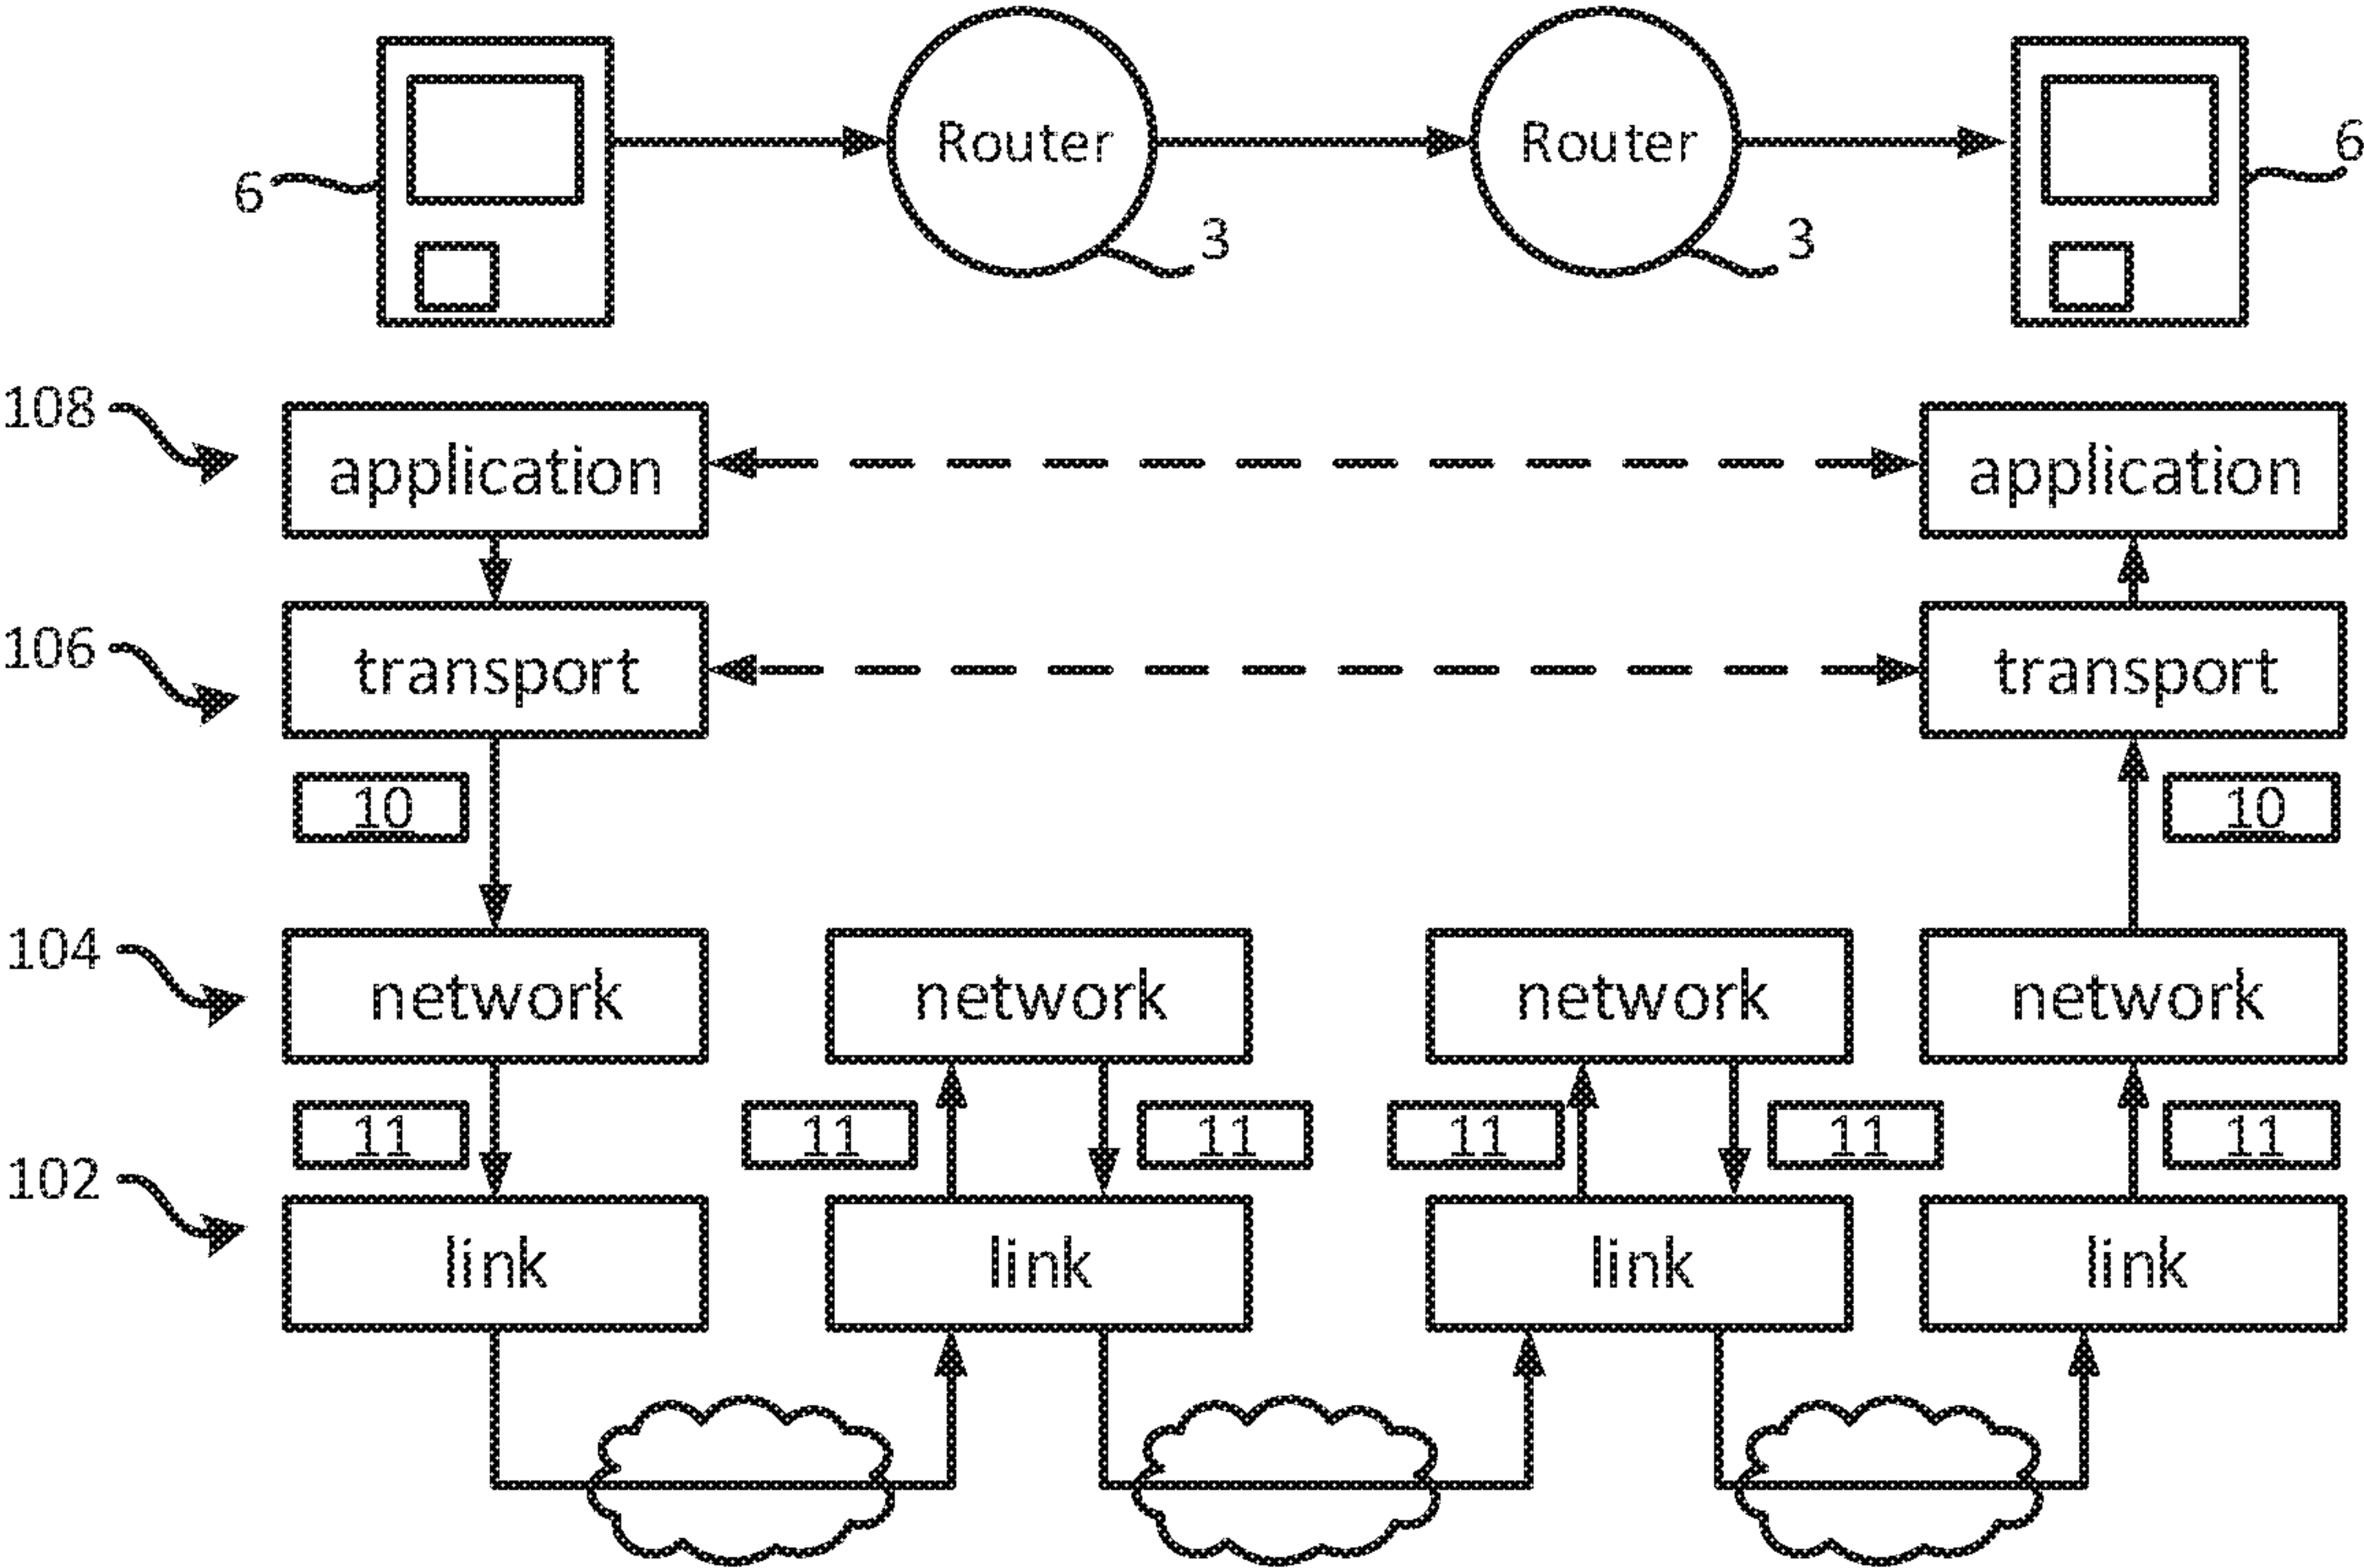 Router
Router
6
6
3
3
108
application
application
106
transport
transport
10
10
104
network
network
network
network
11
11
11
11
11
11
102
link
link
link
link